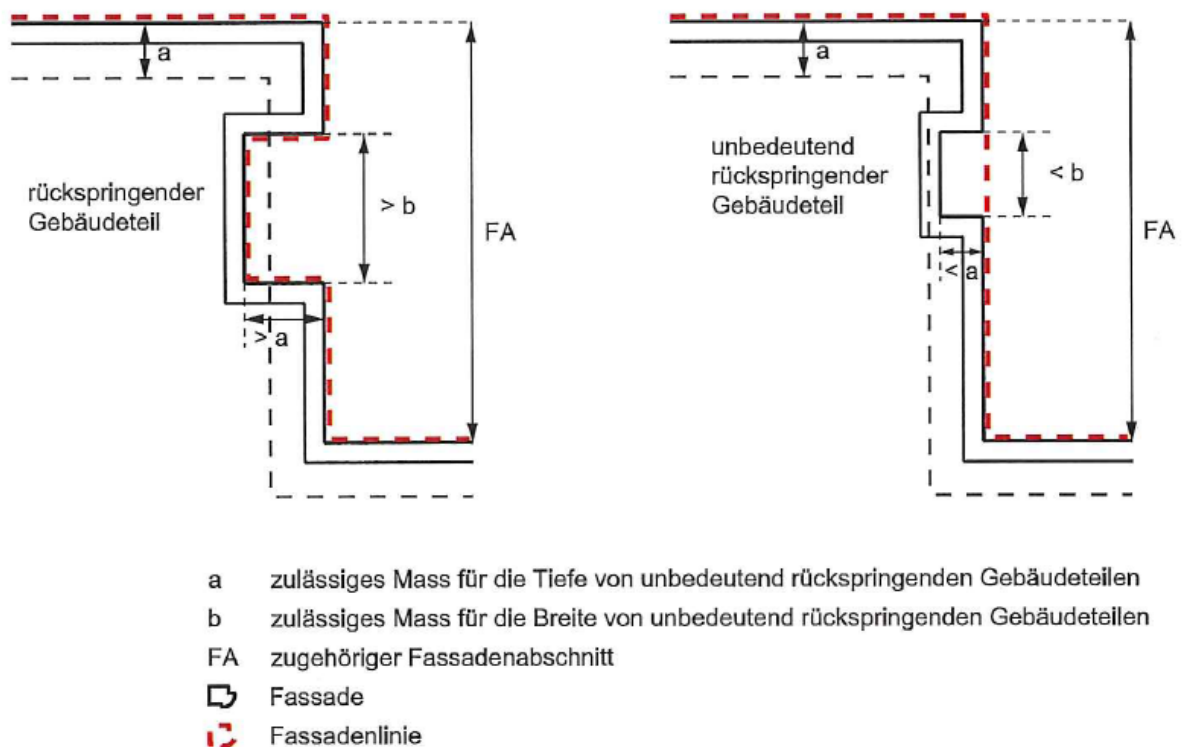 a
rückspringender
Gebäudeteil
> b
FA
> a
a
unbedeutend
rückspringender
Gebäudeteil
< b
FA
< a
a zulässiges Mass für die Tiefe von unbedeutend rückspringenden Gebäudeteilen
b zulässiges Mass für die Breite von unbedeutend rückspringenden Gebäudeteilen
FA zugehöriger Fassadenabschnitt
Fassade
Fassadenlinie